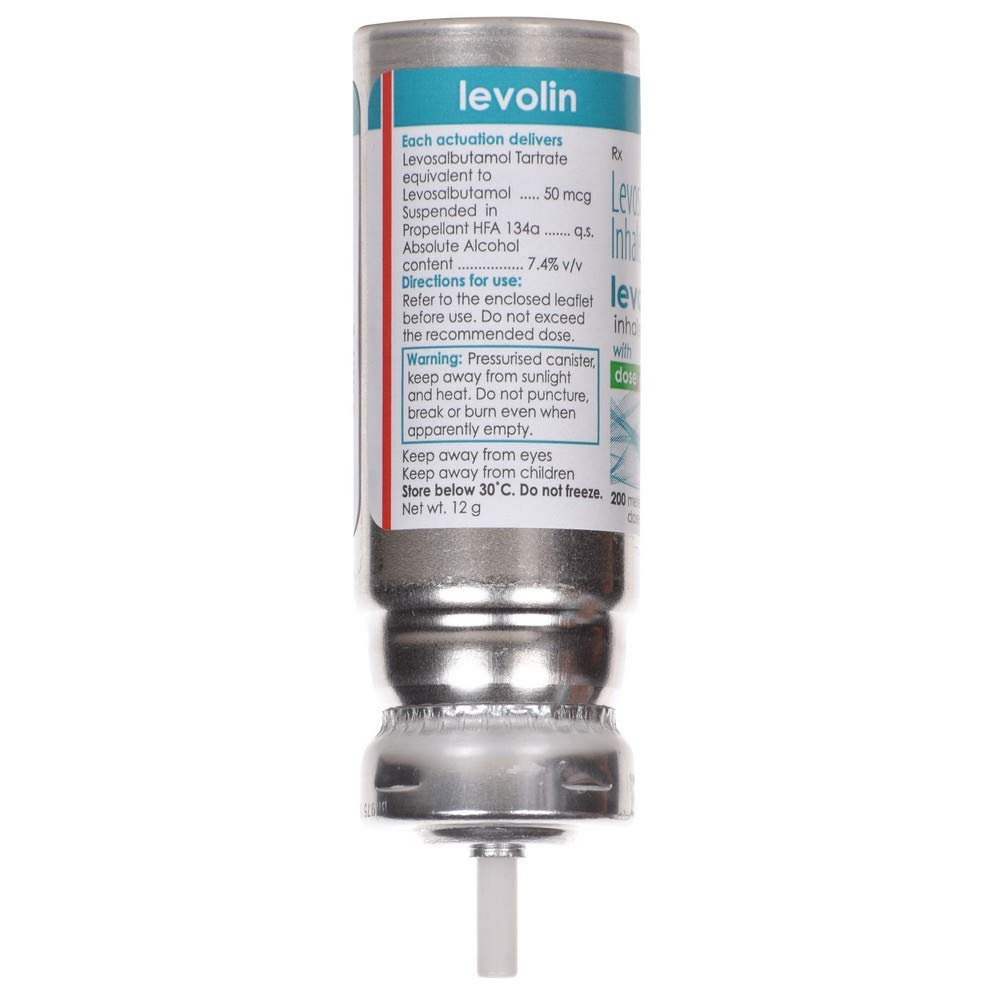 levolin
Each actuation delivers
Levosalbutamol Tartrate
equivalent to
Levosalbutamol ..... 50 mcg
Suspended in
Propellant HFA 134a ....... q.s.
Absolute Alcohol
content ................ 7.4% v/v
Directions for use:
Refer to the enclosed leaflet
before use. Do not exceed
the recommended dose.
Warning: Pressurised canister,
keep away from sunlight
and heat. Do not puncture,
break or burn even when
apparently empty.
Keep away from eyes
Keep away from children
Store below 30°C. Do not freeze.
Net wt. 12 g
Rx
with
dose
200